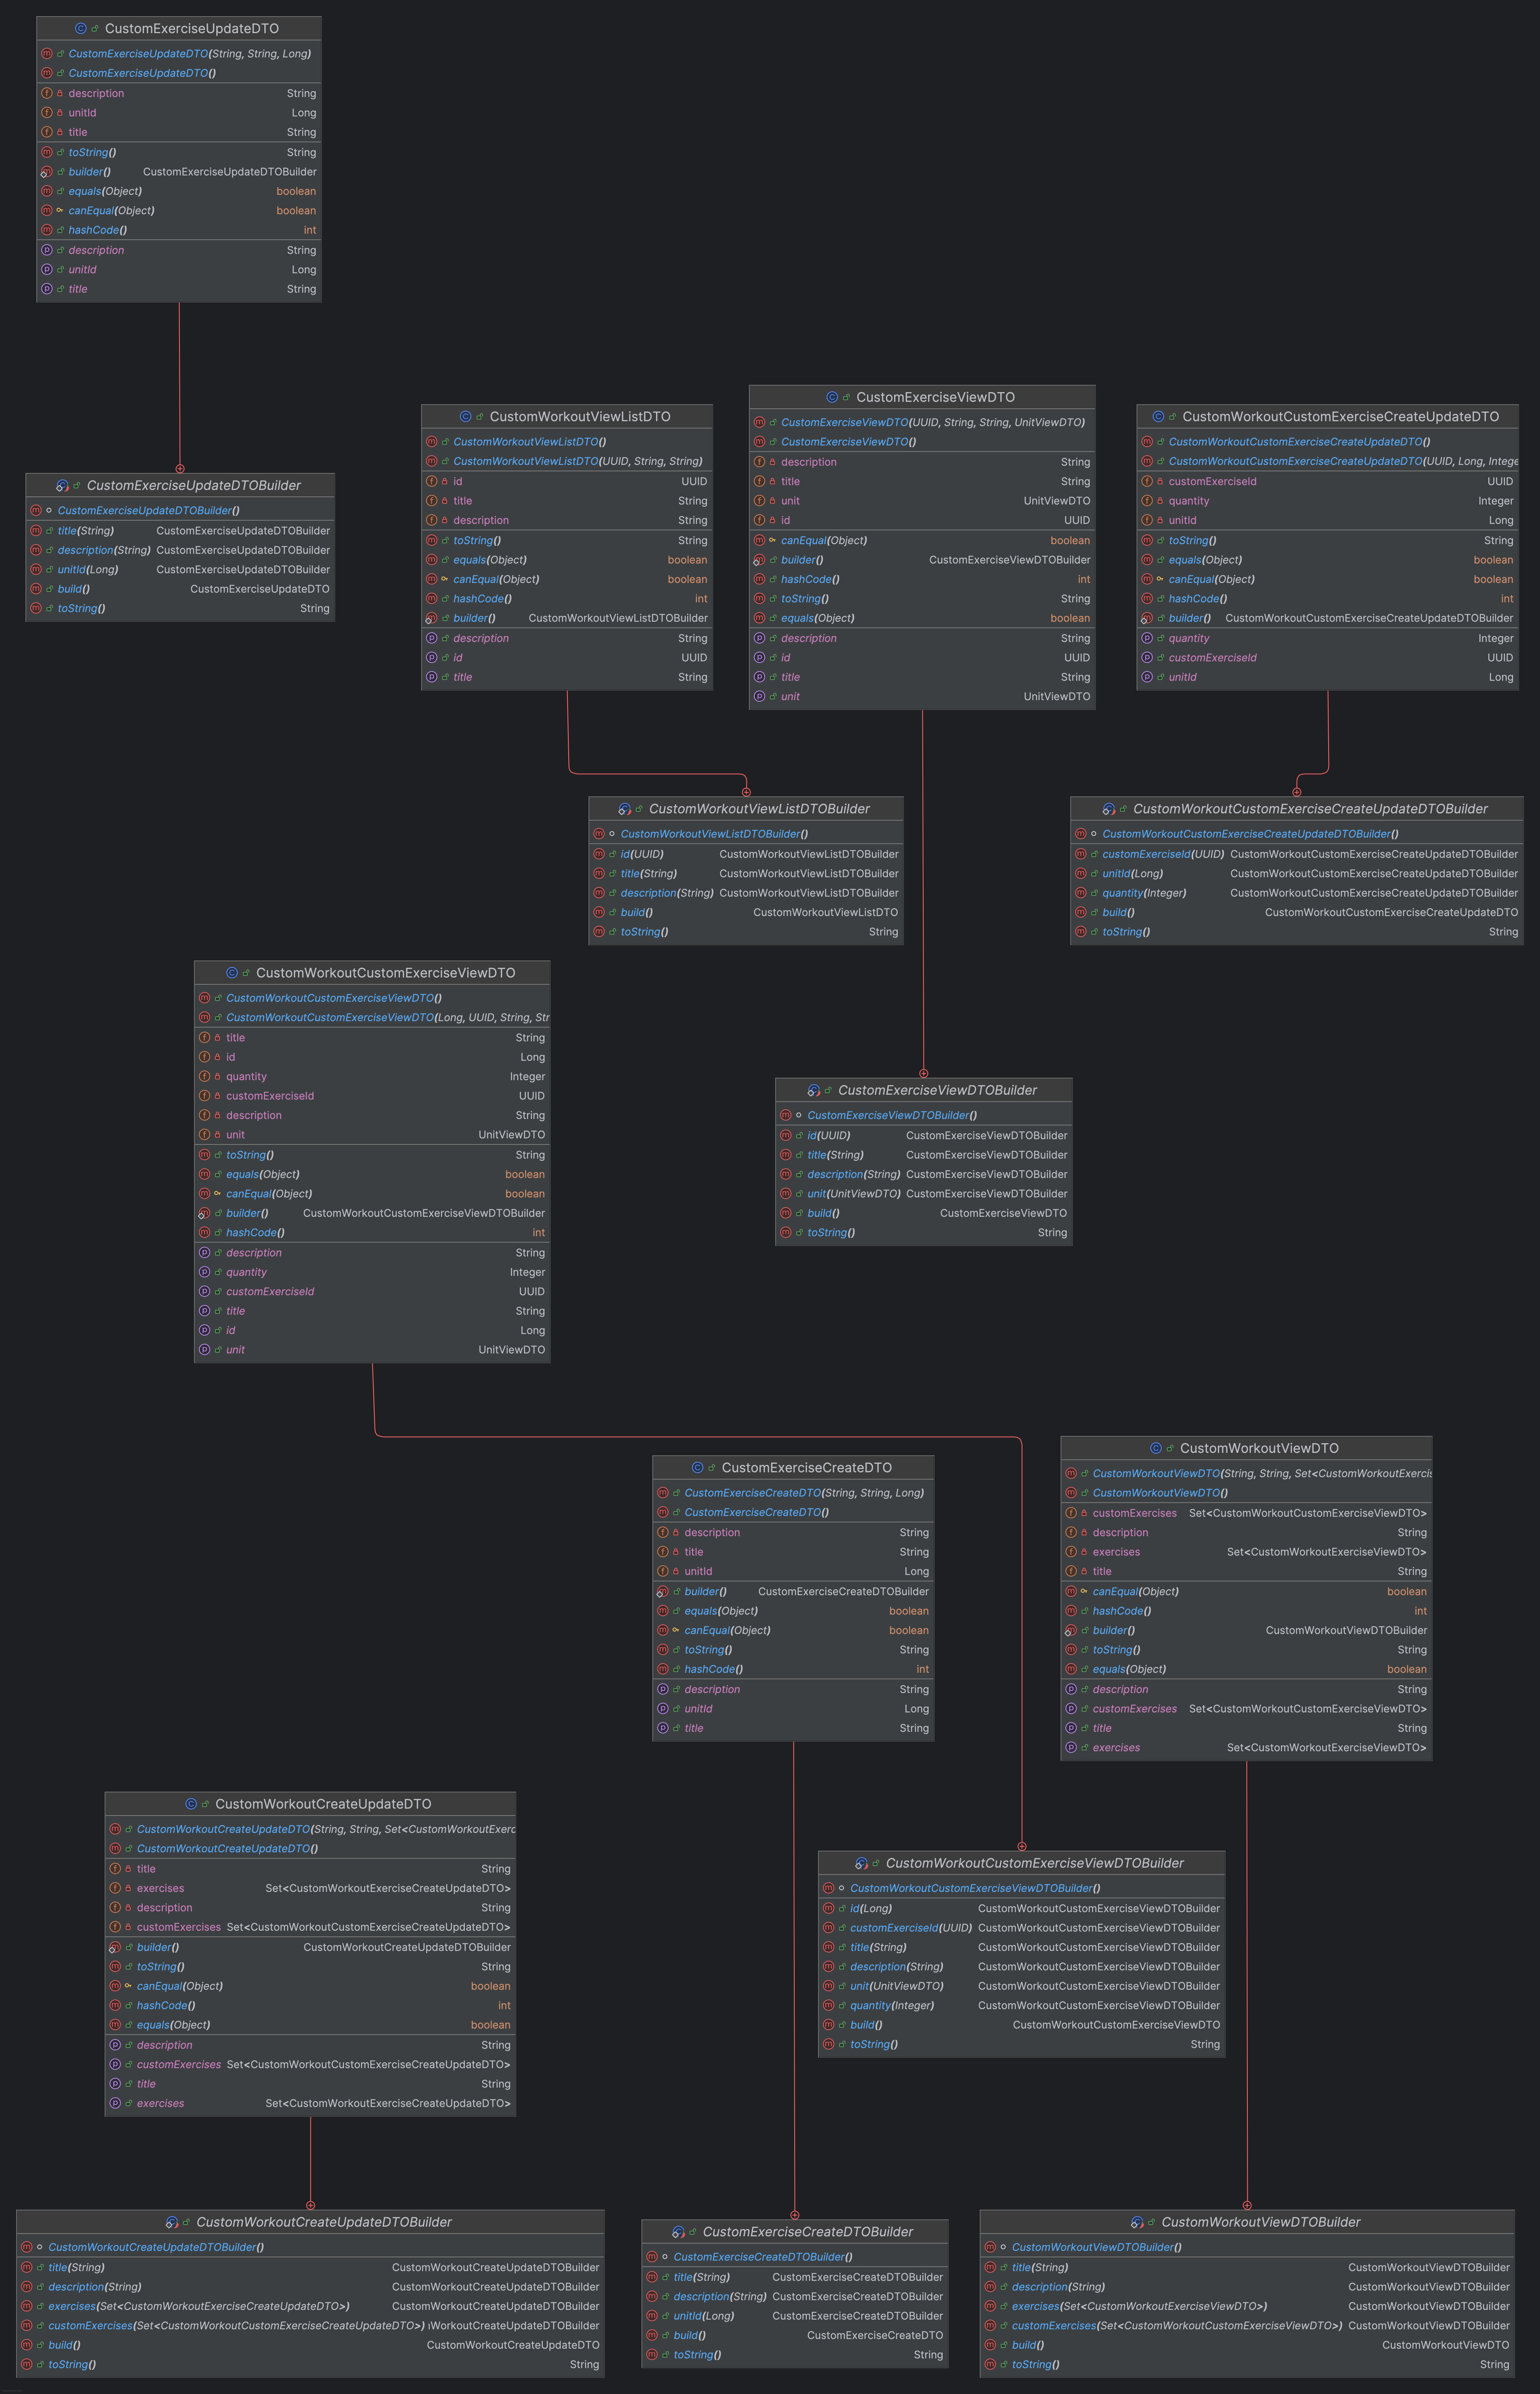 CustomExerciseUpdateDTO
CustomExerciseUpdateDTO(String, String, Long)
CustomExerciseUpdateDTO()
description String
unitId Long
title String
toString() String
builder() CustomExerciseUpdateDTOBuilder
equals(Object) boolean
canEqual(Object) boolean
hashCode() int
description String
unitId Long
title String
CustomExerciseUpdateDTOBuilder
CustomExerciseUpdateDTOBuilder()
title(String) CustomExerciseUpdateDTOBuilder
description(String) CustomExerciseUpdateDTOBuilder
unitId(Long) CustomExerciseUpdateDTOBuilder
build() CustomExerciseUpdateDTO
toString() String
CustomWorkoutViewListDTO
CustomWorkoutViewListDTO()
CustomWorkoutViewListDTO(UUID, String, String)
id UUID
title String
description String
toString() String
equals(Object) boolean
canEqual(Object) boolean
hashCode() int
builder() CustomWorkoutViewListDTOBuilder
description String
id UUID
title String
CustomExerciseViewDTO
CustomExerciseViewDTO(UUID, String, String, UnitViewDTO)
CustomExerciseViewDTO()
description String
title String
unit UnitViewDTO
id UUID
canEqual(Object) boolean
builder() CustomExerciseViewDTOBuilder
hashCode() int
toString() String
equals(Object) boolean
description String
id UUID
title String
unit UnitViewDTO
CustomWorkoutCustomExerciseCreateUpdateDTO
CustomWorkoutCustomExerciseCreateUpdateDTO()
CustomWorkoutCustomExerciseCreateUpdateDTO(UUID, Long, Intege
customExerciseId UUID
quantity Integer
unitId Long
toString() String
equals(Object) boolean
canEqual(Object) boolean
hashCode() int
builder() CustomWorkoutCustomExerciseCreateUpdateDTOBuilder
quantity Integer
customExerciseId UUID
unitId Long
CustomWorkoutViewListDTOBuilder
CustomWorkoutViewListDTOBuilder()
id(UUID) CustomWorkoutViewListDTOBuilder
title(String) CustomWorkoutViewListDTOBuilder
description(String) CustomWorkoutViewListDTOBuilder
build() CustomWorkoutViewListDTO
toString() String
CustomWorkoutCustomExerciseCreateUpdateDTOBuilder
CustomWorkoutCustomExerciseCreateUpdateDTOBuilder()
customExerciseId(UUID) CustomWorkoutCustomExerciseCreateUpdateDTOBuilder
unitId(Long) CustomWorkoutCustomExerciseCreateUpdateDTOBuilder
quantity(Integer) CustomWorkoutCustomExerciseCreateUpdateDTOBuilder
build() CustomWorkoutCustomExerciseCreateUpdateDTO
toString() String
CustomWorkoutCustomExerciseViewDTO
CustomWorkoutCustomExerciseViewDTO()
CustomWorkoutCustomExerciseViewDTO(Long, UUID, String, Str
title String
id Long
quantity Integer
customExerciseId UUID
description String
unit UnitViewDTO
toString() String
equals(Object) boolean
canEqual(Object) boolean
builder() CustomWorkoutCustomExerciseViewDTOBuilder
hashCode() int
description String
quantity Integer
customExerciseId UUID
title String
id Long
unit UnitViewDTO
CustomExerciseViewDTOBuilder
CustomExerciseViewDTOBuilder()
id(UUID) CustomExerciseViewDTOBuilder
title(String) CustomExerciseViewDTOBuilder
description(String) CustomExerciseViewDTOBuilder
unit(UnitViewDTO) CustomExerciseViewDTOBuilder
build() CustomExerciseViewDTO
toString() String
CustomExerciseCreateDTO
CustomExerciseCreateDTO(String, String, Long)
CustomExerciseCreateDTO()
description String
title String
unitId Long
builder() CustomExerciseCreateDTOBuilder
equals(Object) boolean
canEqual(Object) boolean
toString() String
hashCode() int
description String
unitId Long
title String
CustomWorkoutViewDTO
CustomWorkoutViewDTO(String, String, Set<CustomWorkoutExercis
CustomWorkoutViewDTO()
customExercises Set<CustomWorkoutCustomExerciseViewDTO>
description String
exercises Set<CustomWorkoutExerciseViewDTO>
title String
canEqual(Object) boolean
hashCode() int
builder() CustomWorkoutViewDTOBuilder
toString() String
equals(Object) boolean
description String
customExercises Set<CustomWorkoutCustomExerciseViewDTO>
title String
exercises Set<CustomWorkoutExerciseViewDTO>
CustomWorkoutCreateUpdateDTO
CustomWorkoutCreateUpdateDTO(String, String, Set<CustomWorkoutExerc
CustomWorkoutCreateUpdateDTO()
title String
exercises Set<CustomWorkoutExerciseCreateUpdateDTO>
description String
customExercises Set<CustomWorkoutCustomExerciseCreateUpdateDTO>
builder() CustomWorkoutCreateUpdateDTOBuilder
toString() String
canEqual(Object) boolean
hashCode() int
equals(Object) boolean
description String
customExercises Set<CustomWorkoutCustomExerciseCreateUpdateDTO>
title String
exercises Set<CustomWorkoutExerciseCreateUpdateDTO>
CustomWorkoutCustomExerciseViewDTOBuilder
CustomWorkoutCustomExerciseViewDTOBuilder()
id(Long) CustomWorkoutCustomExerciseViewDTOBuilder
customExerciseId(UUID) CustomWorkoutCustomExerciseViewDTOBuilder
title(String) CustomWorkoutCustomExerciseViewDTOBuilder
description(String) CustomWorkoutCustomExerciseViewDTOBuilder
unit(UnitViewDTO) CustomWorkoutCustomExerciseViewDTOBuilder
quantity(Integer) CustomWorkoutCustomExerciseViewDTOBuilder
build() CustomWorkoutCustomExerciseViewDTO
toString() String
CustomWorkoutCreateUpdateDTOBuilder
CustomWorkoutCreateUpdateDTOBuilder()
title(String) CustomWorkoutCreateUpdateDTOBuilder
description(String) CustomWorkoutCreateUpdateDTOBuilder
exercises(Set<CustomWorkoutExerciseCreateUpdateDTO>) CustomWorkoutCreateUpdateDTOBuilder
customExercises(Set<CustomWorkoutCustomExerciseCreateUpdateDTO>) WorkoutCreateUpdateDTOBuilder
build() CustomWorkoutCreateUpdateDTO
toString() String
CustomExerciseCreateDTOBuilder
CustomExerciseCreateDTOBuilder()
title(String) CustomExerciseCreateDTOBuilder
description(String) CustomExerciseCreateDTOBuilder
unitId(Long) CustomExerciseCreateDTOBuilder
build() CustomExerciseCreateDTO
toString() String
CustomWorkoutViewDTOBuilder
CustomWorkoutViewDTOBuilder()
title(String) CustomWorkoutViewDTOBuilder
description(String) CustomWorkoutViewDTOBuilder
exercises(Set<CustomWorkoutExerciseViewDTO>) CustomWorkoutViewDTOBuilder
customExercises(Set<CustomWorkoutCustomExerciseViewDTO>) CustomWorkoutViewDTOBuilder
build() CustomWorkoutViewDTO
toString() String